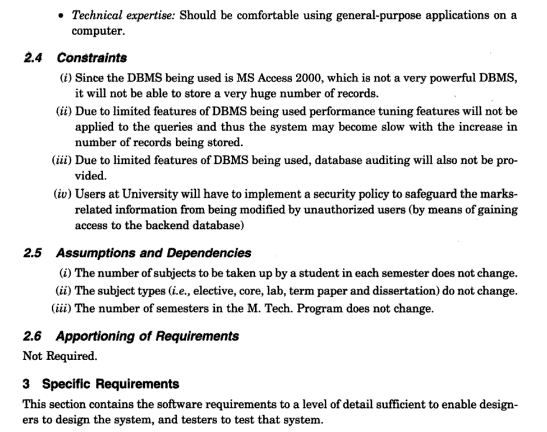 • Technical expertise: Should be comfortable using general-purpose applications on a
computer.
2.4 Constraints
(i) Since the DBMS being used is MS Access 2000, which is not a very powerful DBMS,
it will not be able to store a very huge number of records.
(ii) Due to limited features of DBMS being used performance tuning features will not be
applied to the queries and thus the system may become slow with the increase in
number of records being stored.
(iii) Due to limited features of DBMS being used, database auditing will also not be pro-
vided.
(iv) Users at University will have to implement a security policy to safeguard the marks-
related information from being modified by unauthorized users (by means of gaining
access to the backend database)
2.5 Assumptions and Dependencies
(i) The number of subjects to be taken up by a student in each semester does not change.
(ii) The subject types (i.e., elective, core, lab, term paper and dissertation) do not change.
(iii) The number of semesters in the M. Tech. Program does not change.
2.6 Apportioning of Requirements
Not Required.
3 Specific Requirements
This section contains the software requirements to a level of detail sufficient to enable design-
ers to design the system, and testers to test that system.